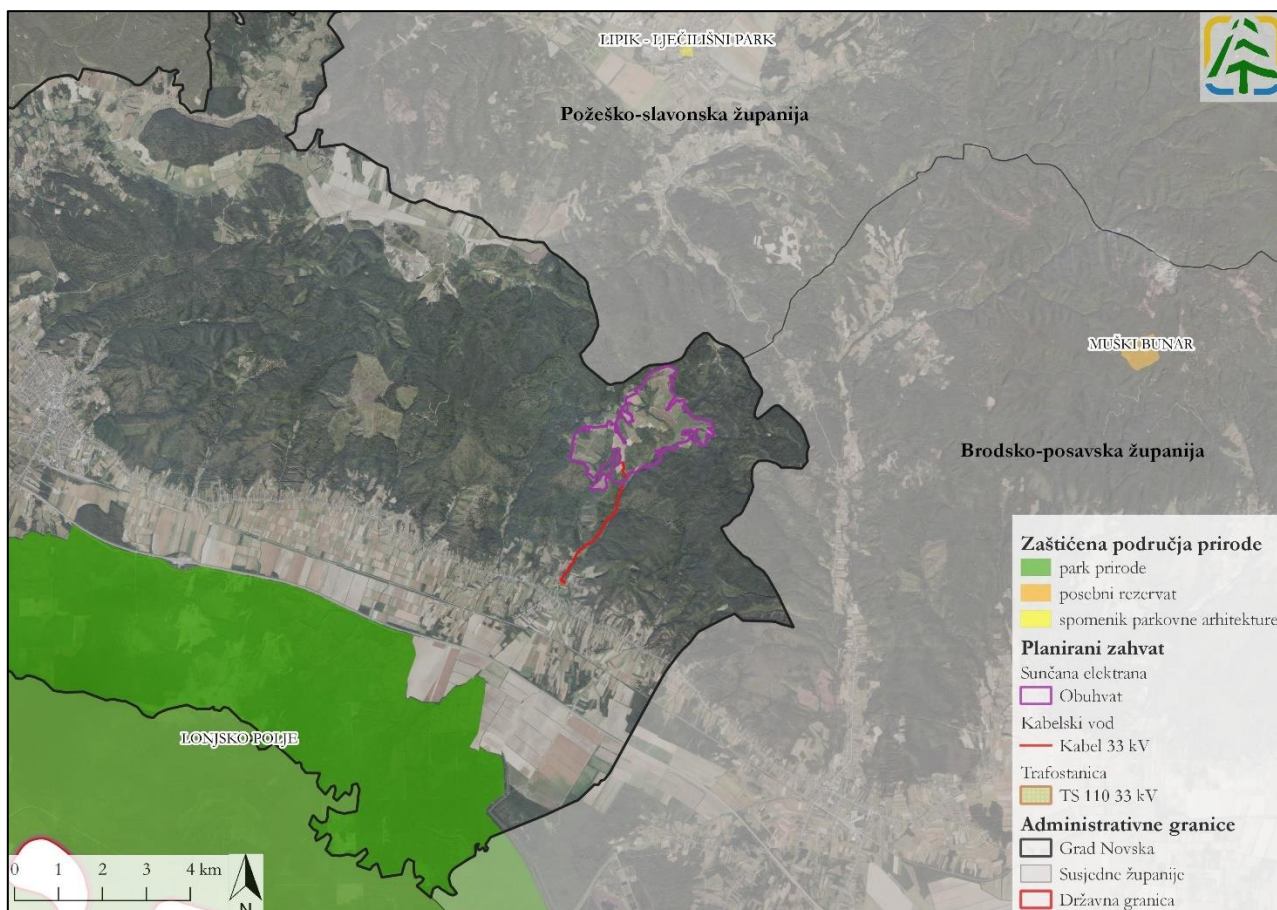 LIPIK - LJEČILIŠNI PARK
Požeško-slavonska županija
MUŠKI BUNAR
Brodsko-posavska županija
LONJSKO POLJE
0 1 2 3 4 km
N
Zaštićena područja prirode
park prirode
posebni rezervat
spomenik parkovne arhitekture
Planirani zahvat
Sunčana elektrana
Obuhvat
Kabelski vod
Kabel 33 kV
Trafostanica
TS 110 33 kV
Administrativne granice
Grad Novska
Susjedne županije
Državna granica